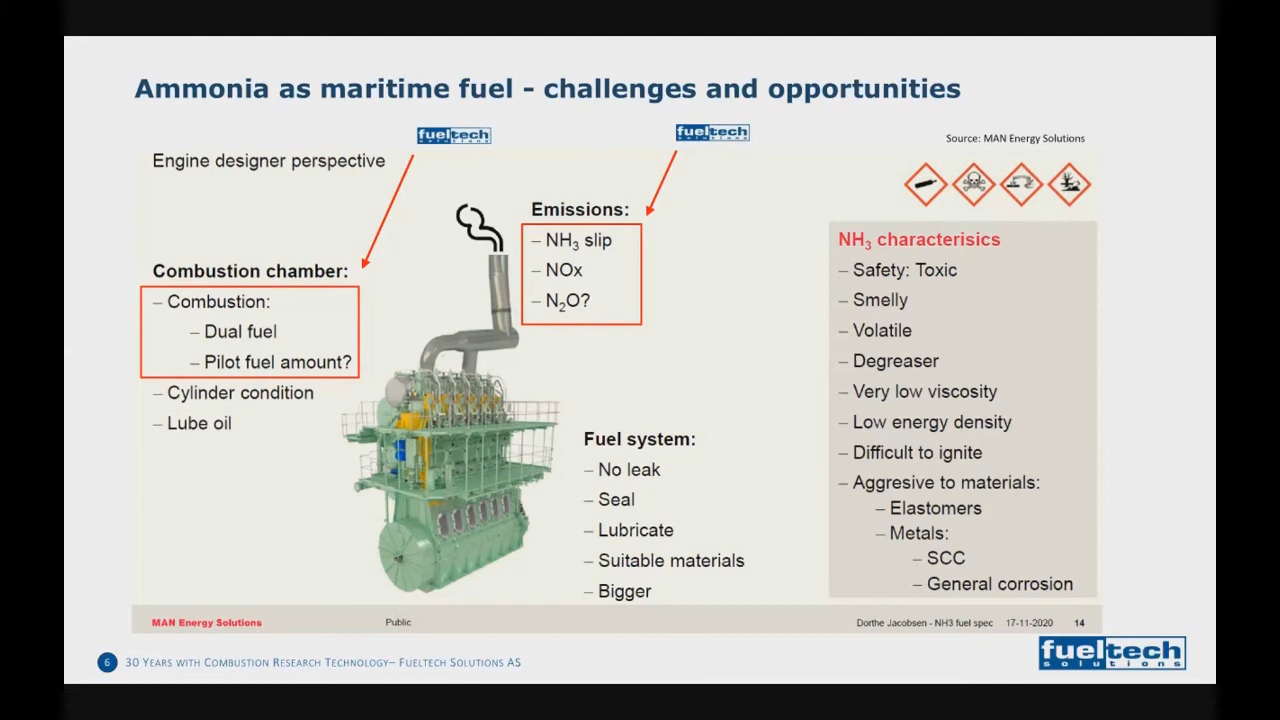 Ammonia as maritime fuel - challenges and opportunities
fueltech
solutions
fueltech
solutions
Source: MAN Energy Solutions
Engine designer perspective
Emissions:
– NH₃ slip
– NOx
– N₂O?
Combustion chamber:
– Combustion:
– Dual fuel
– Pilot fuel amount?
– Cylinder condition
– Lube oil
Fuel system:
– No leak
– Seal
– Lubricate
– Suitable materials
– Bigger
NH₃ characterisics
– Safety: Toxic
– Smelly
– Volatile
– Degreaser
– Very low viscosity
– Low energy density
– Difficult to ignite
– Aggresive to materials:
– Elastomers
– Metals:
– SCC
– General corrosion
MAN Energy Solutions Public Dorthe Jacobsen - NH3 fuel spec 17-11-2020 14
6 30 Years with Combustion Research Technology– Fueltech Solutions AS
fueltech
solutions